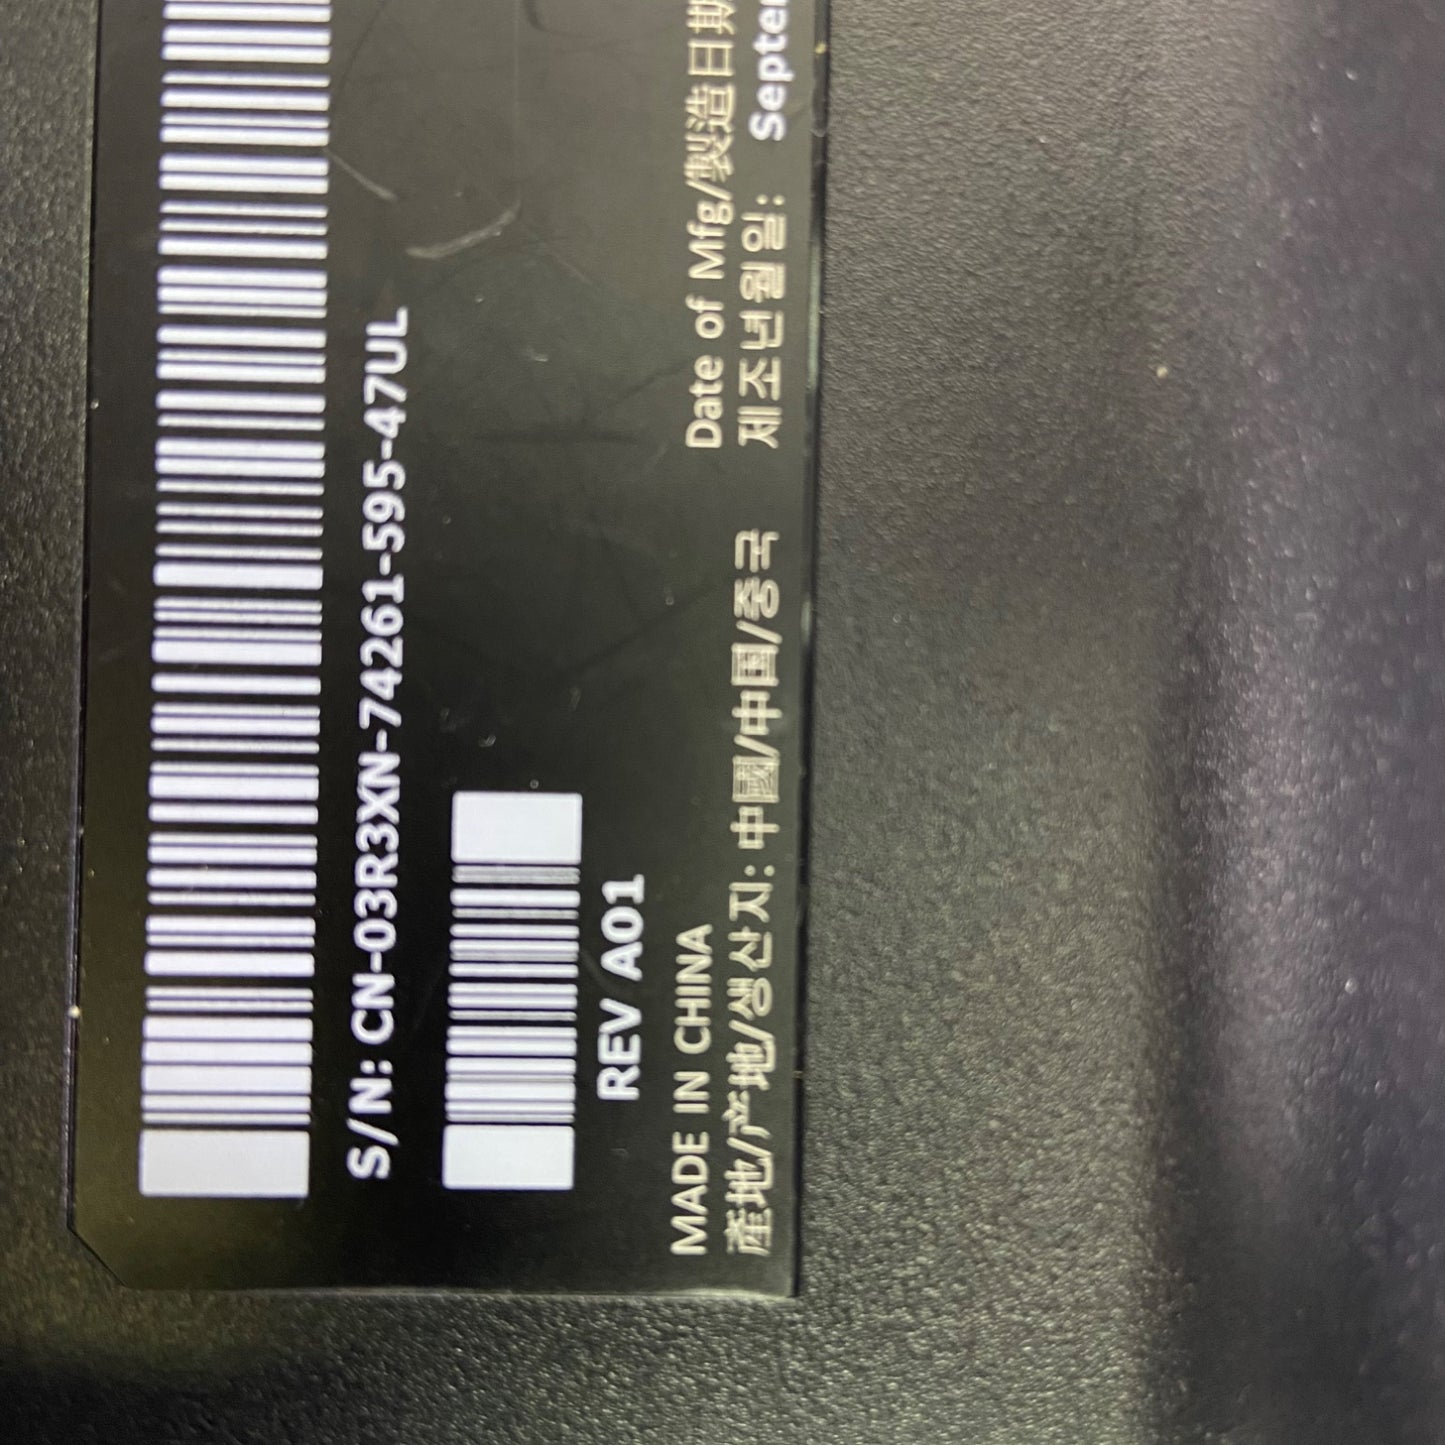 S/N: CN-03R3XN-74261-595-47UL
REV A01
MADE IN CHINA
產地/产地/생산지: 中國/中国/중국
Date of Mfg/製造日期
제조년월일: